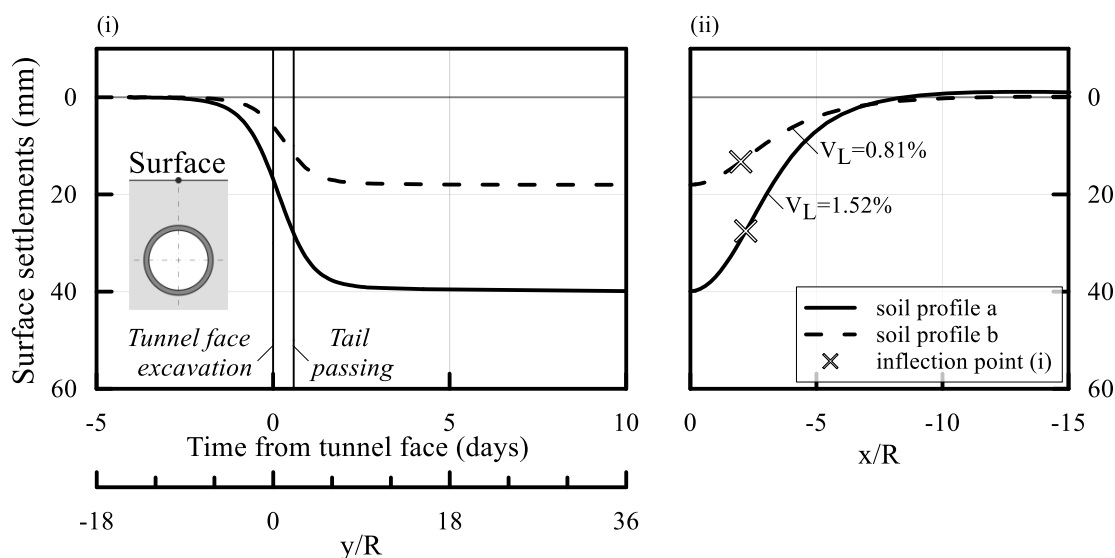 (i)
(ii)
Surface settlements (mm)
0
20
40
60
Surface
Tunnel face
excavation
Tail
passing
-5
0
5
10
Time from tunnel face (days)
-18
0
18
36
y/R
V_L=0.81%
V_L=1.52%
soil profile a
soil profile b
inflection point (i)
0
20
40
60
0
-5
-10
-15
x/R